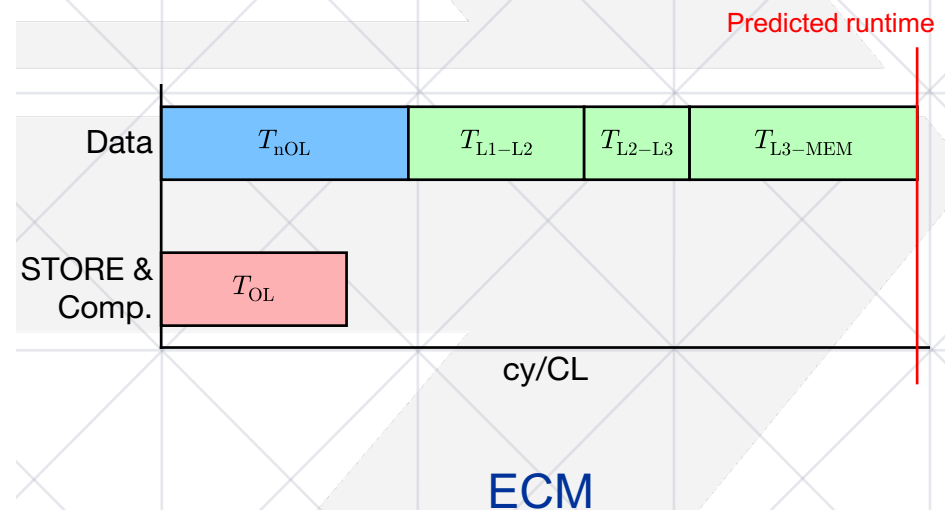 Predicted runtime
Data
T_nOL
T_L1−L2
T_L2−L3
T_L3−MEM
STORE &
Comp.
T_OL
cy/CL
ECM